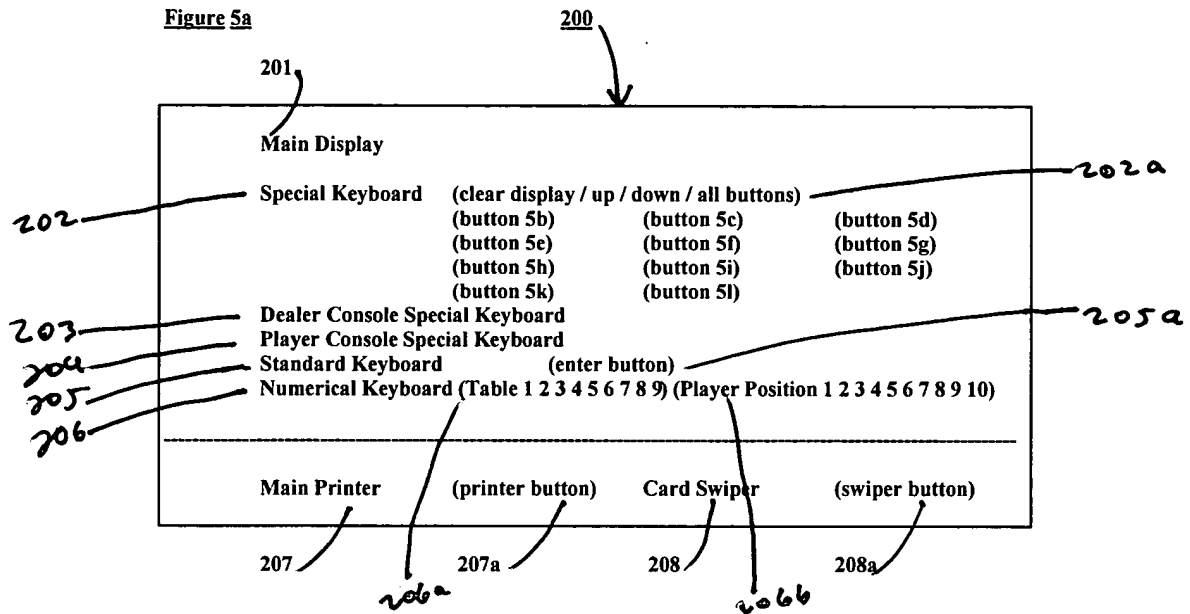 Figure 5a 200
201
Main Display
202a
Special Keyboard (clear display / up / down / all buttons)
202
(button 5b) (button 5c) (button 5d)
(button 5e) (button 5f) (button 5g)
(button 5h) (button 5i) (button 5j)
(button 5k) (button 5l)
203 Dealer Console Special Keyboard 205a
204 Player Console Special Keyboard
205 Standard Keyboard (enter button)
206 Numerical Keyboard (Table 1 2 3 4 5 6 7 8 9) (Player Position 1 2 3 4 5 6 7 8 9 10)
Main Printer (printer button) Card Swiper (swiper button)
207 207a 208 208a
206a 206b